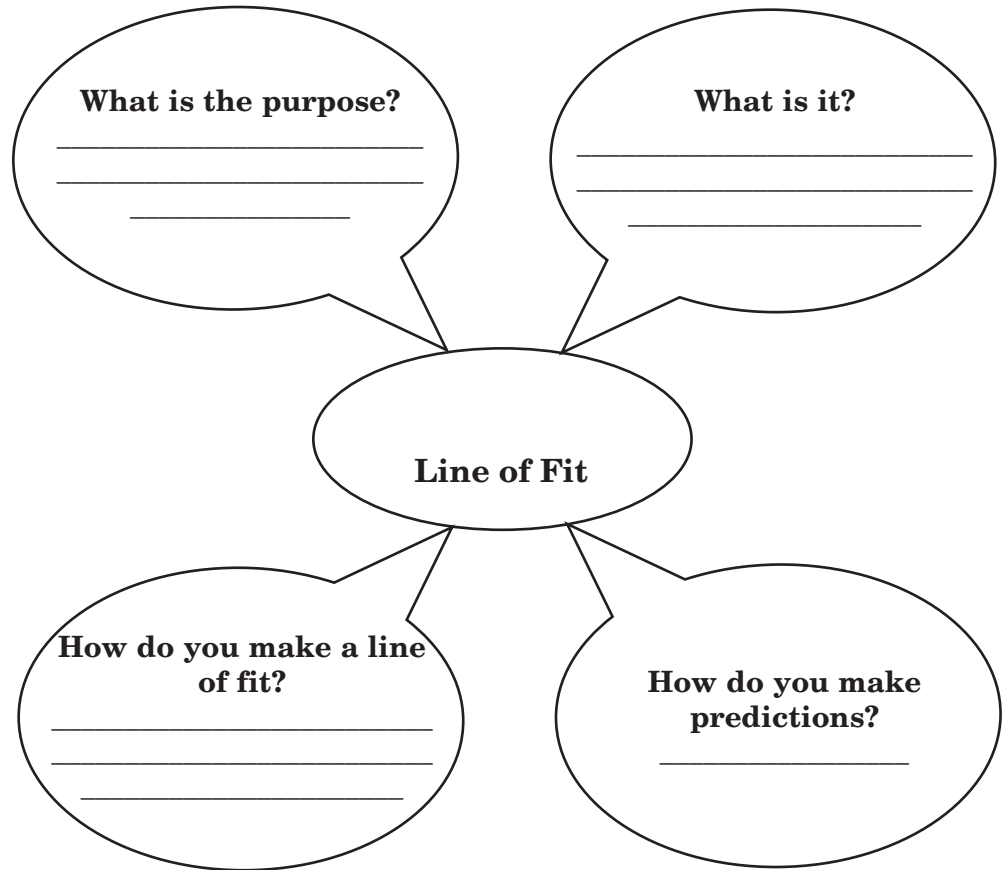 What is the purpose?
What is it?
Line of Fit
How do you make a line
of fit?
How do you make
predictions?